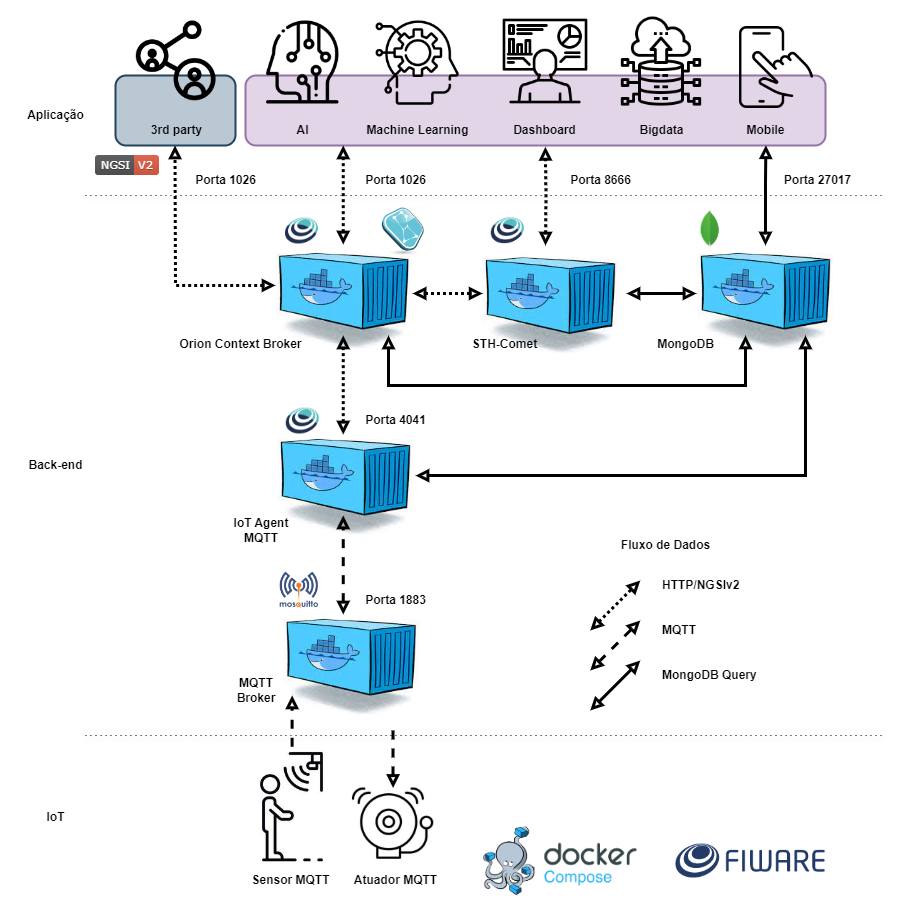 Aplicação
3rd party
AI
Machine Learning
Dashboard
Bigdata
Mobile
NGSI V2
Porta 1026
Porta 1026
Porta 8666
Porta 27017
Orion Context Broker
STH-Comet
MongoDB
Porta 4041
Back-end
IoT Agent
MQTT
Fluxo de Dados
HTTP/NGSIv2
MQTT
MongoDB Query
mosquitto
Porta 1883
MQTT
Broker
IoT
Sensor MQTT
Atuador MQTT
docker
Compose
FIWARE